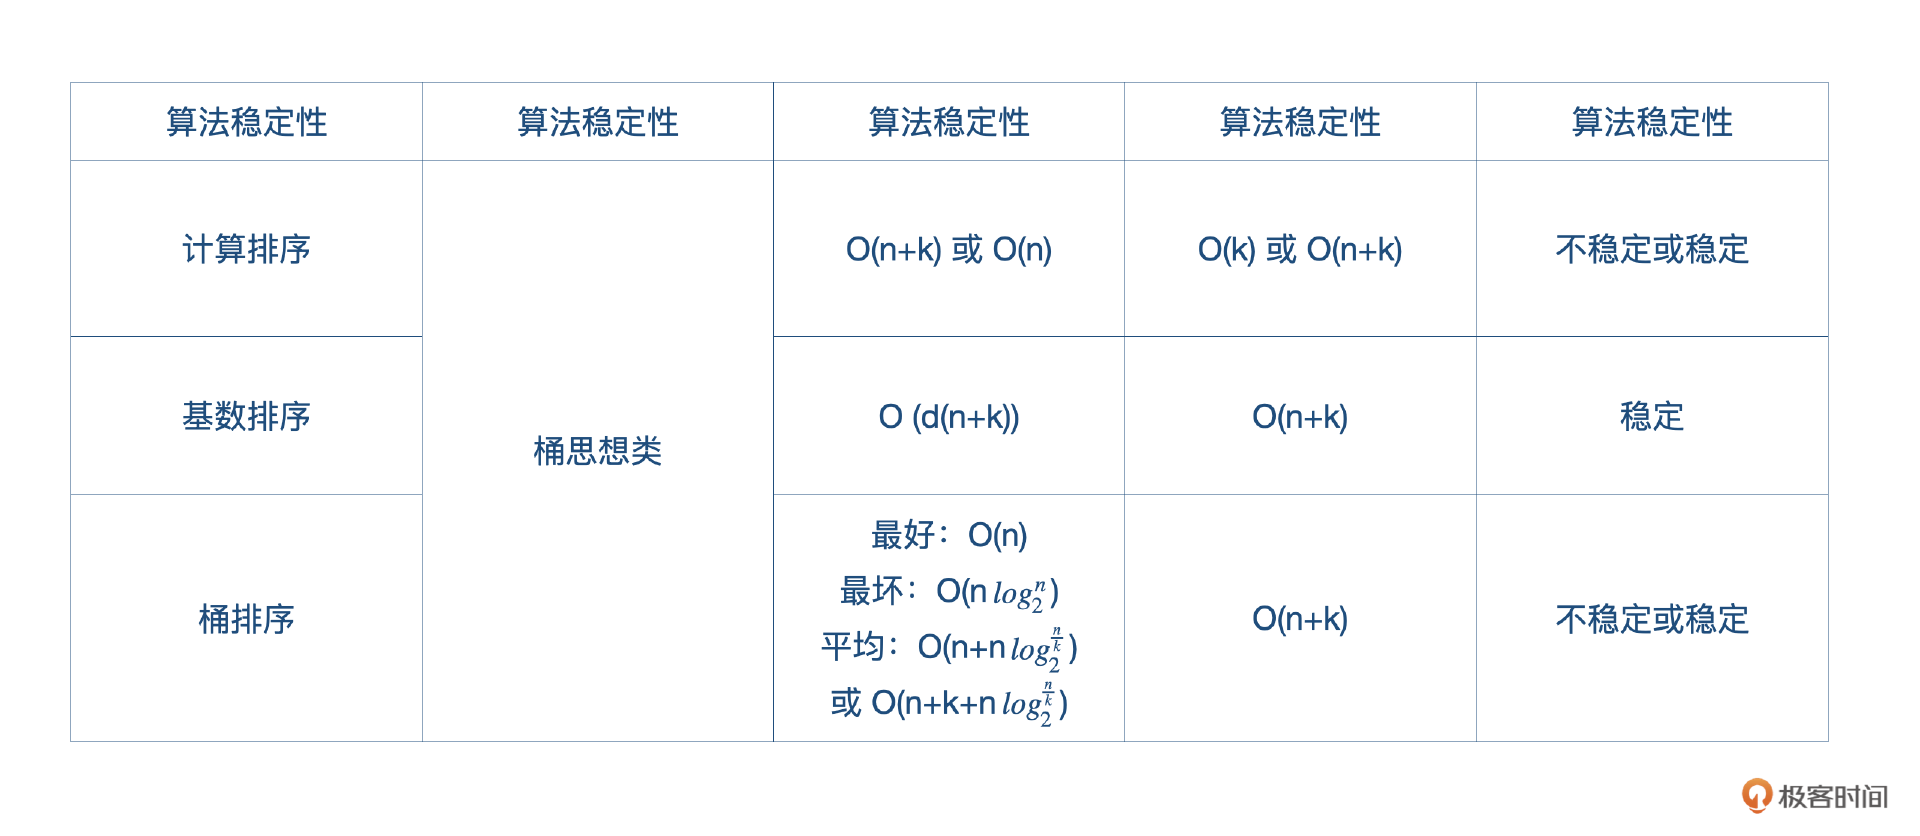 算法稳定性 算法稳定性 算法稳定性 算法稳定性 算法稳定性
计算排序 O(n+k) 或 O(n) O(k) 或 O(n+k) 不稳定或稳定
基数排序 O (d(n+k)) O(n+k) 稳定
桶思想类
桶排序
最好：O(n)
最坏：O(n log₂ⁿ)
平均：O(n+n log_2^{\frac{n}{k}})
或 O(n+k+n log_2^{\frac{n}{k}})
O(n+k)
不稳定或稳定
极客时间